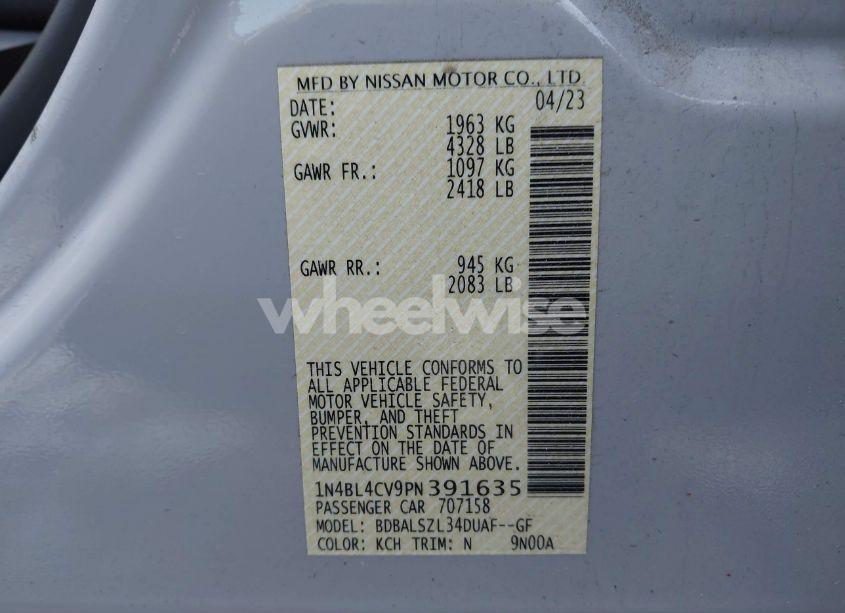 MFD BY NISSAN MOTOR CO., LTD.
DATE: 04/23
GVWR: 1963 KG
4328 LB
GAWR FR.: 1097 KG
2418 LB
GAWR RR.: 945 KG
2083 LB
wheelwise
THIS VEHICLE CONFORMS TO
ALL APPLICABLE FEDERAL
MOTOR VEHICLE SAFETY,
BUMPER, AND THEFT
PREVENTION STANDARDS IN
EFFECT ON THE DATE OF
MANUFACTURE SHOWN ABOVE.
1N4BL4CV9PN391635
PASSENGER CAR 707158
MODEL: BDBALSZL34DUAF--GF
COLOR: KCH TRIM: N 9N00A